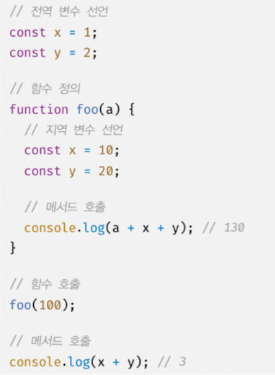 // 전역 변수 선언
const x = 1;
const y = 2;

// 함수 정의
function foo(a) {
  // 지역 변수 선언
  const x = 10;
  const y = 20;

  // 메서드 호출
  console.log(a + x + y); // 130
}

// 함수 호출
foo(100);

// 메서드 호출
console.log(x + y); // 3